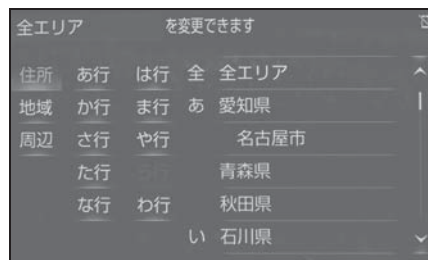 全エリア を変更できます
住所 あ行 は行 全 全エリア
地域 か行 ま行 あ 愛知県
周辺 さ行 や行 名古屋市
た行 青森県
な行 わ行 秋田県
い 石川県